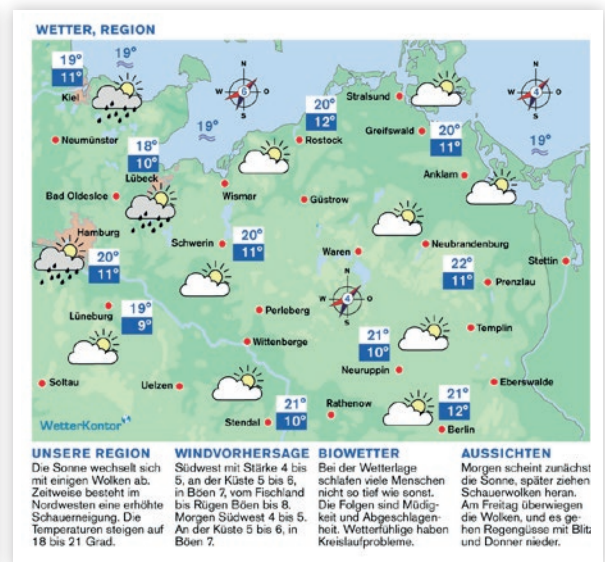 WETTER, REGION
19°
19°
11°
Kiel
W
N
O
S
6
Stralsund
W
N
O
S
4
20°
12°
Rostock
Greifswald
20°
11°
19°
Neumünster
18°
10°
Lübeck
19°
Anklam
Bad Oldesloe
Wismar
Güstrow
Hamburg
20°
11°
Schwerin
20°
11°
Waren
Neubrandenburg
Stettin
22°
11°
Prenzlau
N
W
O
S
4
Lüneburg
19°
9°
Perleberg
Templin
Wittenberge
21°
10°
Neuruppin
Soltau
Uelzen
Eberswalde
Rathenow
21°
12°
Berlin
Stendal
21°
10°
WetterKontor
UNSERE REGION
Die Sonne wechselt sich
mit einigen Wolken ab.
Zeitweise besteht im
Nordwesten eine erhöhte
Schauerneigung. Die
Temperaturen steigen auf
18 bis 21 Grad.
WINDVORHERSAGE
Südwest mit Stärke 4 bis
5, an der Küste 5 bis 6,
in Böen 7, vom Fischland
bis Rügen Böen bis 8.
Morgen Südwest 4 bis 5.
An der Küste 5 bis 6, in
Böen 7.
BIOWETTER
Bei der Wetterlage
schlafen viele Menschen
nicht so tief wie sonst.
Die Folgen sind Müdig-
keit und Abgeschlagen-
heit. Wetterfühlige haben
Kreislaufprobleme.
AUSSICHTEN
Morgen scheint zunächst
die Sonne, später ziehen
Schauerwolken heran.
Am Freitag überwiegen
die Wolken, und es ge-
hen Regengüsse mit Blitz
und Donner nieder.